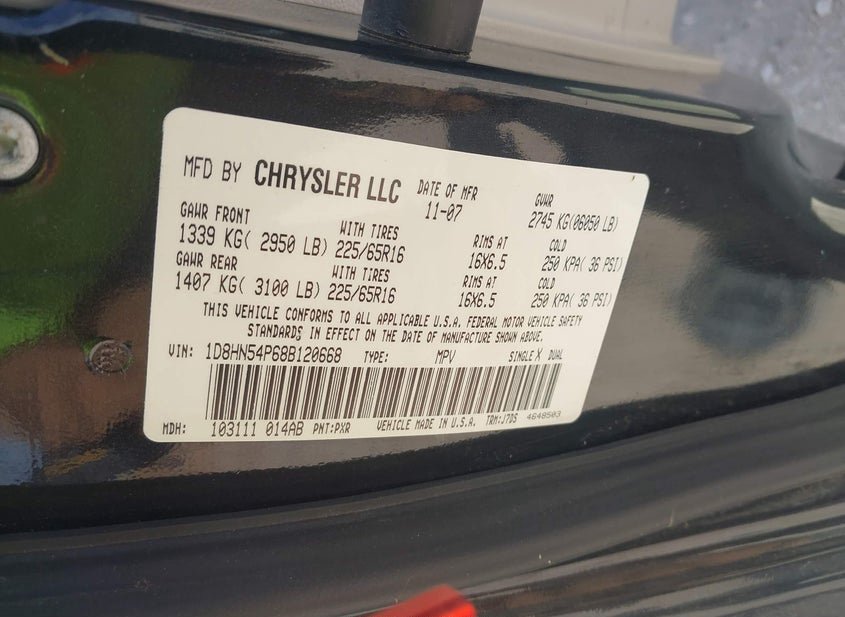 MFD BY CHRYSLER LLC DATE OF MFR GVWR
11-07 2745 KG(06050 LB)
GAWR FRONT WITH TIRES RIMS AT COLD
1339 KG( 2950 LB) 225/65R16 16X6.5 250 KPA( 36 PSI)
GAWR REAR WITH TIRES RIMS AT COLD
1407 KG( 3100 LB) 225/65R16 16X6.5 250 KPA( 36 PSI)
THIS VEHICLE CONFORMS TO ALL APPLICABLE U.S.A. FEDERAL MOTOR VEHICLE SAFETY
STANDARDS IN EFFECT ON THE DATE OF MANUFACTURE SHOWN ABOVE.
VIN: 1D8HN54P68B120668 TYPE: MPV SINGLE X DUAL
MDH: 103111 014AB PNT:PXR VEHICLE MADE IN U.S.A. TRM:J7DS 4648503